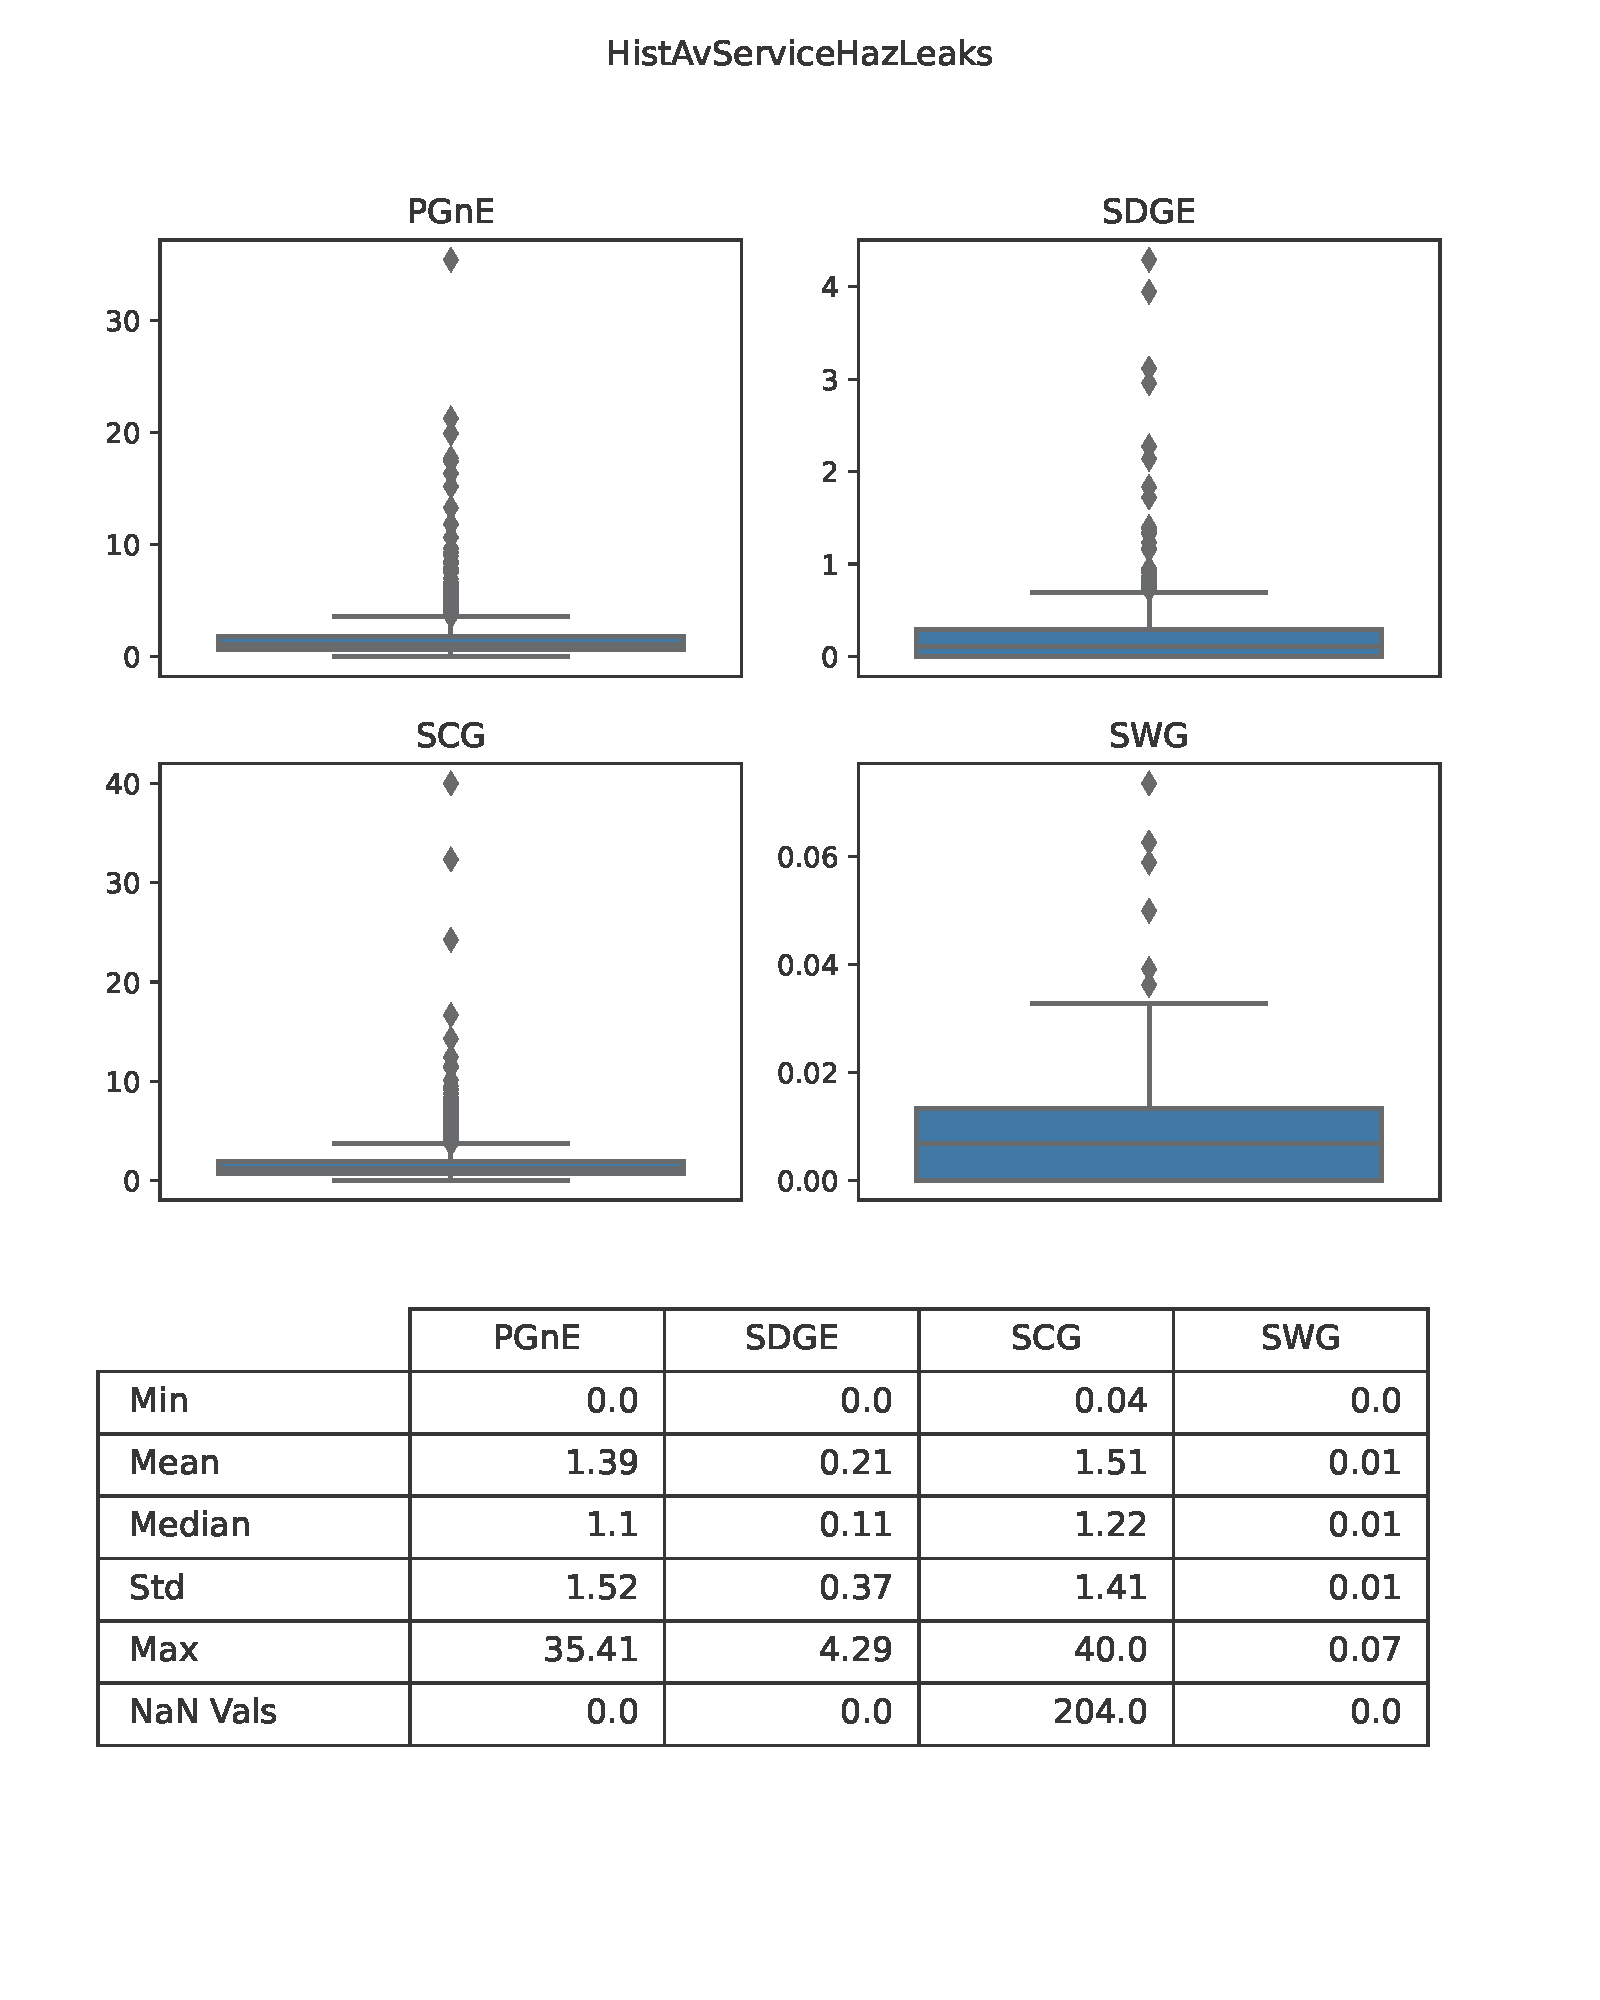 HistAvServiceHazLeaks
PGnE
30
20
10
0
SDGE
4
3
2
1
0
SCG
40
30
20
10
0
SWG
0.06
0.04
0.02
0.00
PGnE SDGE SCG SWG
Min 0.0 0.0 0.04 0.0
Mean 1.39 0.21 1.51 0.01
Median 1.1 0.11 1.22 0.01
Std 1.52 0.37 1.41 0.01
Max 35.41 4.29 40.0 0.07
NaN Vals 0.0 0.0 204.0 0.0